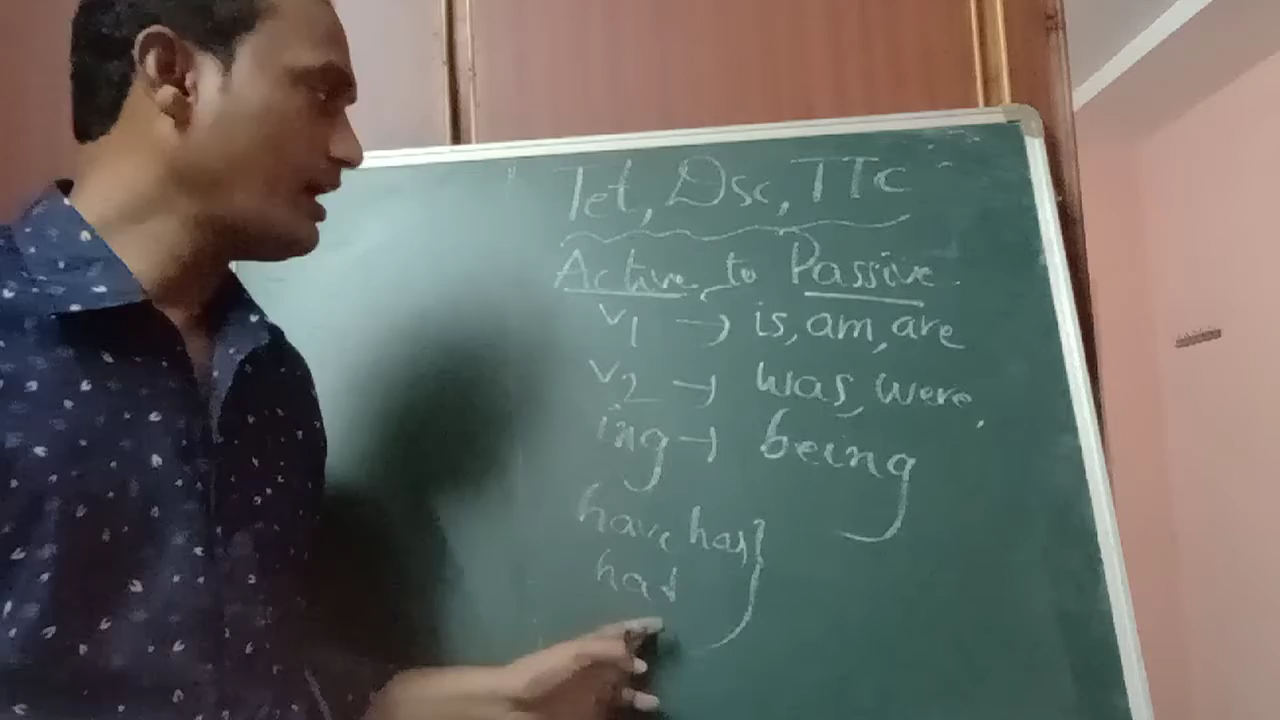 Tet, Dsc, TTc
Active to Passive
v1 → is, am, are
v2 → was, were,
ing → being
have has }
had